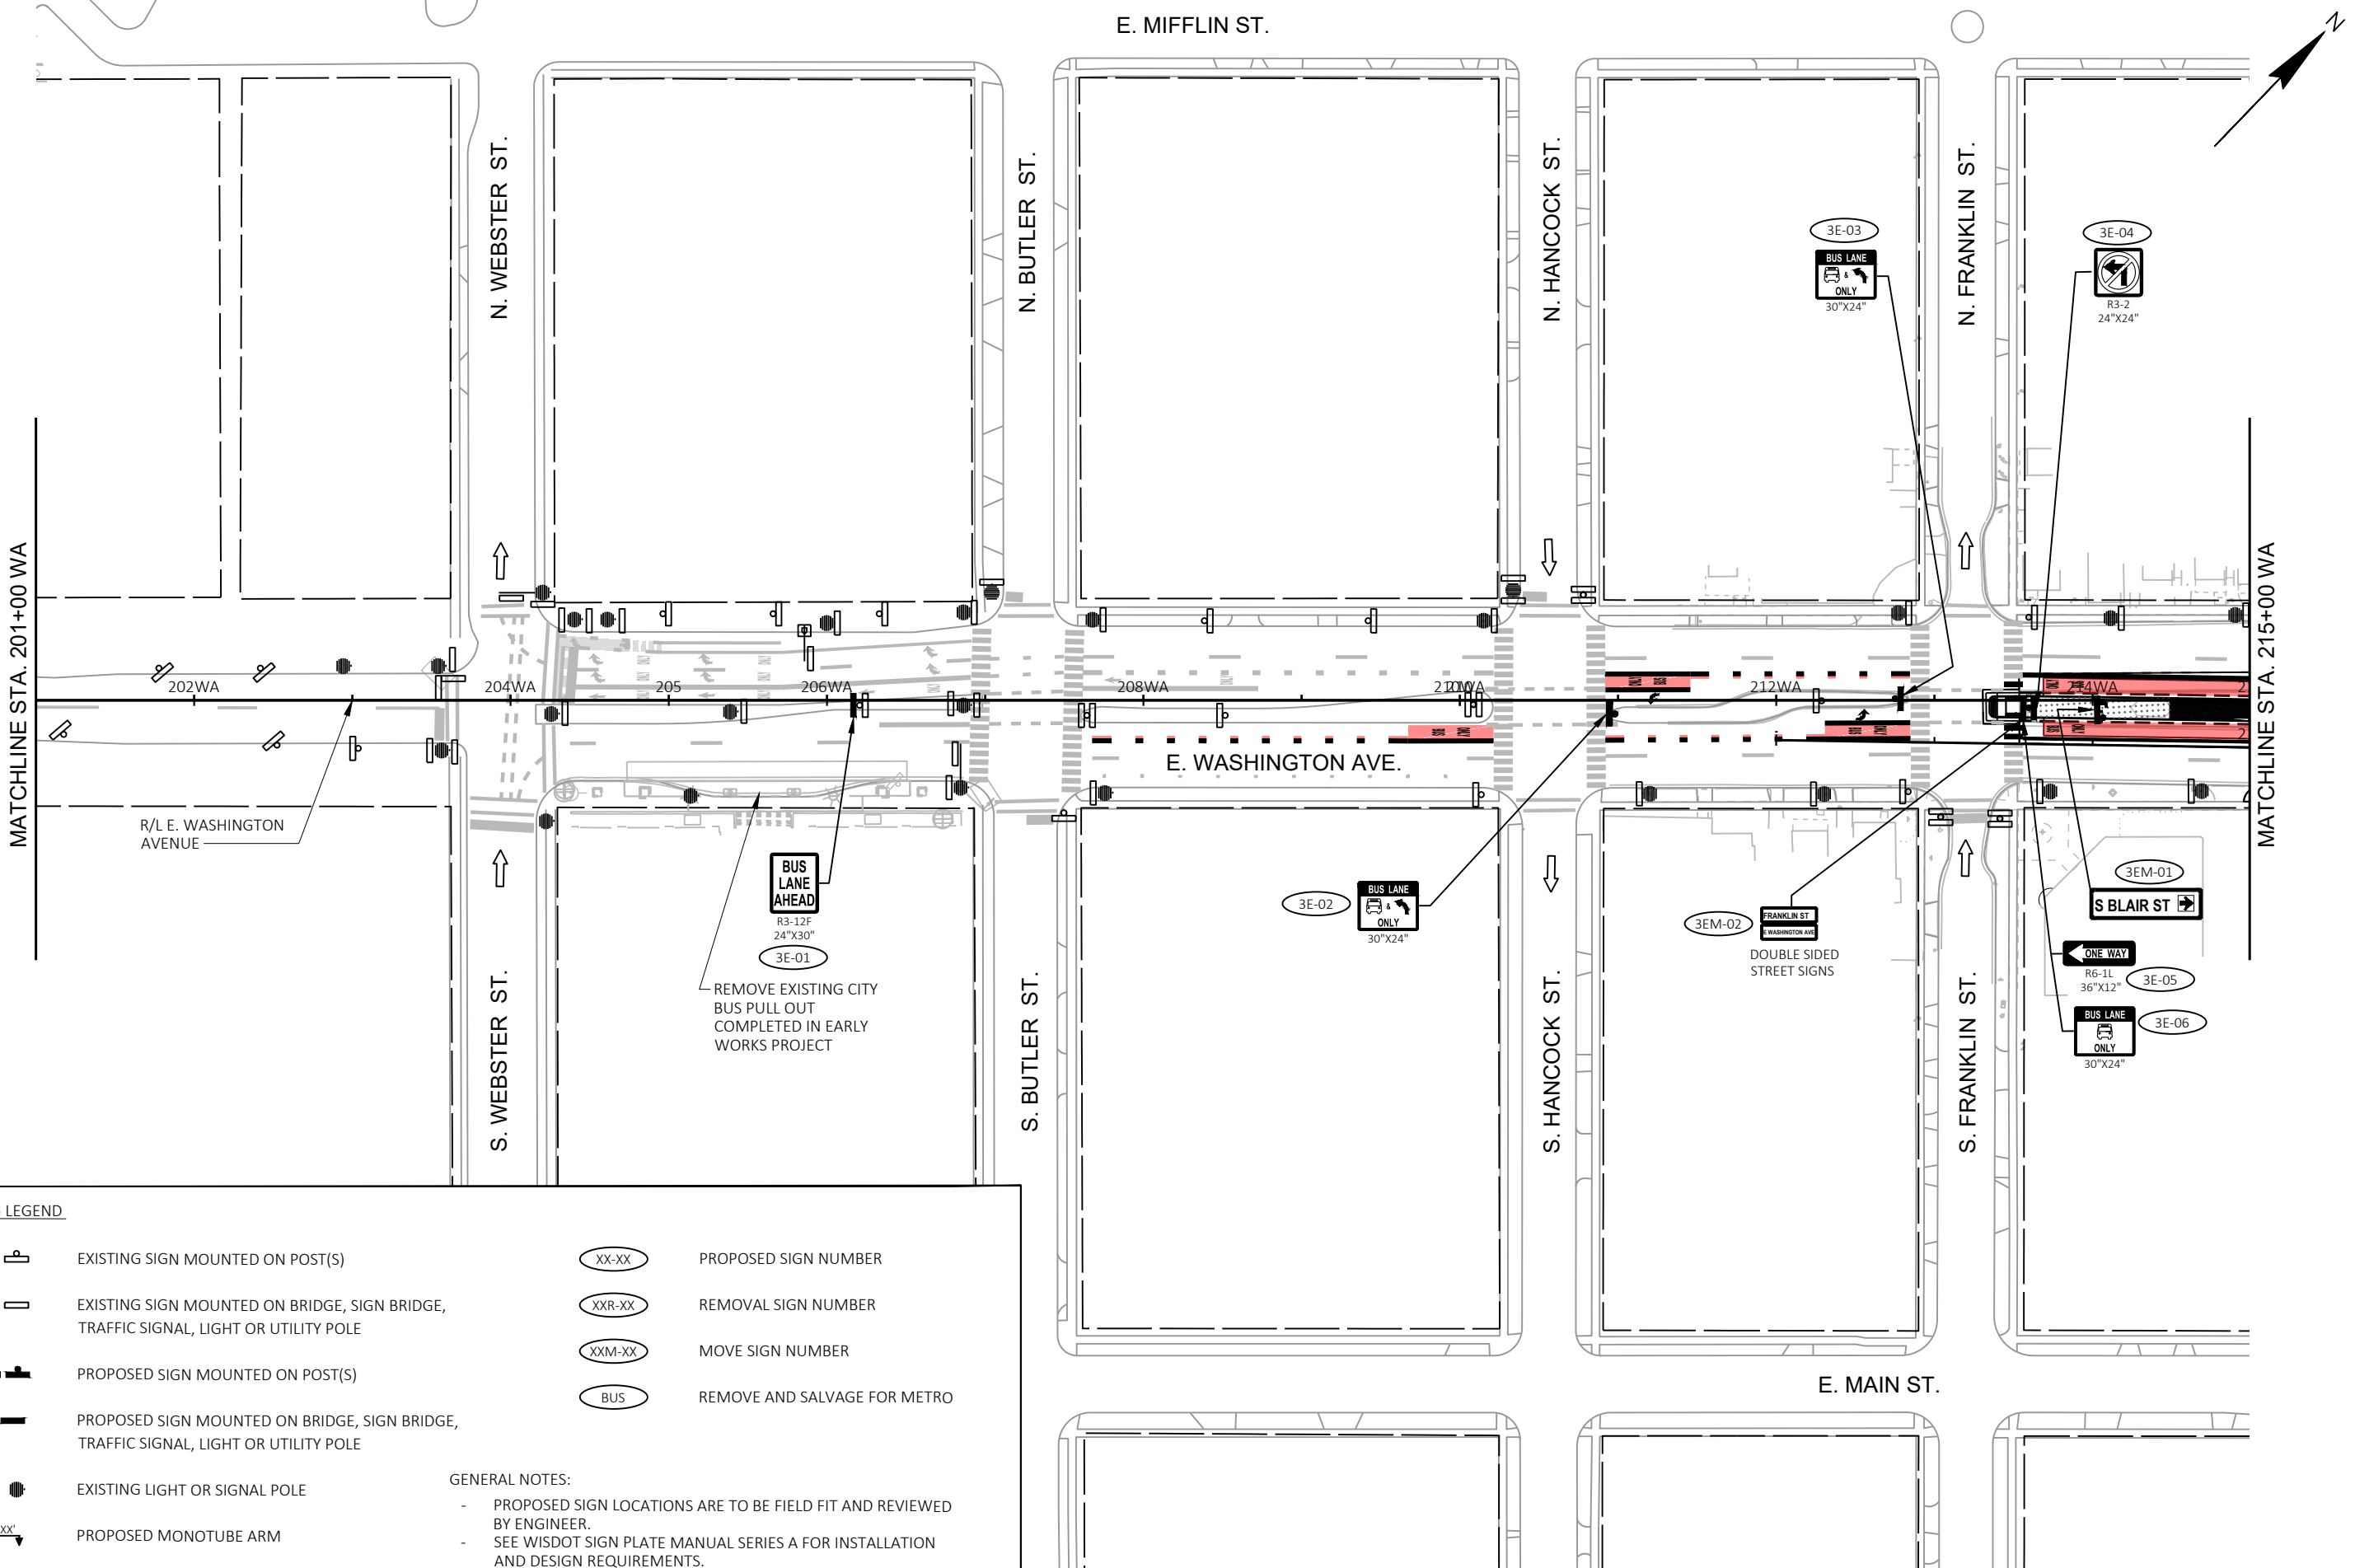 E. MIFFLIN ST.
N
N. WEBSTER ST.
N. BUTLER ST.
N. HANCOCK ST.
N. FRANKLIN ST.
3E-03
BUS LANE
&
ONLY
30"X24"
3E-04
R3-2
24"X24"
MATCHLINE STA. 201+00 WA
MATCHLINE STA. 215+00 WA
202WA
204WA
205
206WA
208WA
212WA
214WA
BUS ONLY
E. WASHINGTON AVE.
R/L E. WASHINGTON
AVENUE
BUS
LANE
AHEAD
R3-12F
24"X30"
3E-01
REMOVE EXISTING CITY
BUS PULL OUT
COMPLETED IN EARLY
WORKS PROJECT
3E-02
BUS LANE
&
ONLY
30"X24"
3EM-02
FRANKLIN ST
E WASHINGTON AVE
DOUBLE SIDED
STREET SIGNS
3EM-01
S BLAIR ST
ONE WAY
R6-1L
36"X12"
3E-05
BUS LANE
ONLY
30"X24"
3E-06
S. WEBSTER ST.
S. BUTLER ST.
S. HANCOCK ST.
S. FRANKLIN ST.
E. MAIN ST.
LEGEND
EXISTING SIGN MOUNTED ON POST(S)
EXISTING SIGN MOUNTED ON BRIDGE, SIGN BRIDGE,
TRAFFIC SIGNAL, LIGHT OR UTILITY POLE
PROPOSED SIGN MOUNTED ON POST(S)
PROPOSED SIGN MOUNTED ON BRIDGE, SIGN BRIDGE,
TRAFFIC SIGNAL, LIGHT OR UTILITY POLE
EXISTING LIGHT OR SIGNAL POLE
XX'
PROPOSED MONOTUBE ARM
XX-XX
PROPOSED SIGN NUMBER
XXR-XX
REMOVAL SIGN NUMBER
XXM-XX
MOVE SIGN NUMBER
BUS
REMOVE AND SALVAGE FOR METRO
GENERAL NOTES:
- PROPOSED SIGN LOCATIONS ARE TO BE FIELD FIT AND REVIEWED
BY ENGINEER.
- SEE WISDOT SIGN PLATE MANUAL SERIES A FOR INSTALLATION
AND DESIGN REQUIREMENTS.